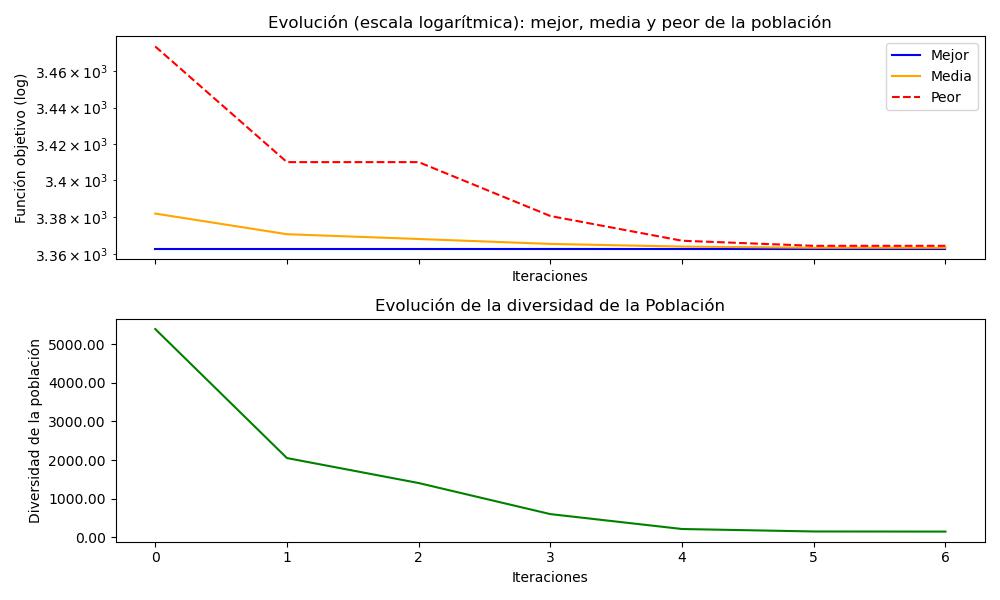 Evolución (escala logarítmica): mejor, media y peor de la población
Función objetivo (log)
3.46 × 10³
3.44 × 10³
3.42 × 10³
3.4 × 10³
3.38 × 10³
3.36 × 10³
Mejor
Media
Peor
Iteraciones
Evolución de la diversidad de la Población
Diversidad de la población
5000.00
4000.00
3000.00
2000.00
1000.00
0.00
0 1 2 3 4 5 6
Iteraciones